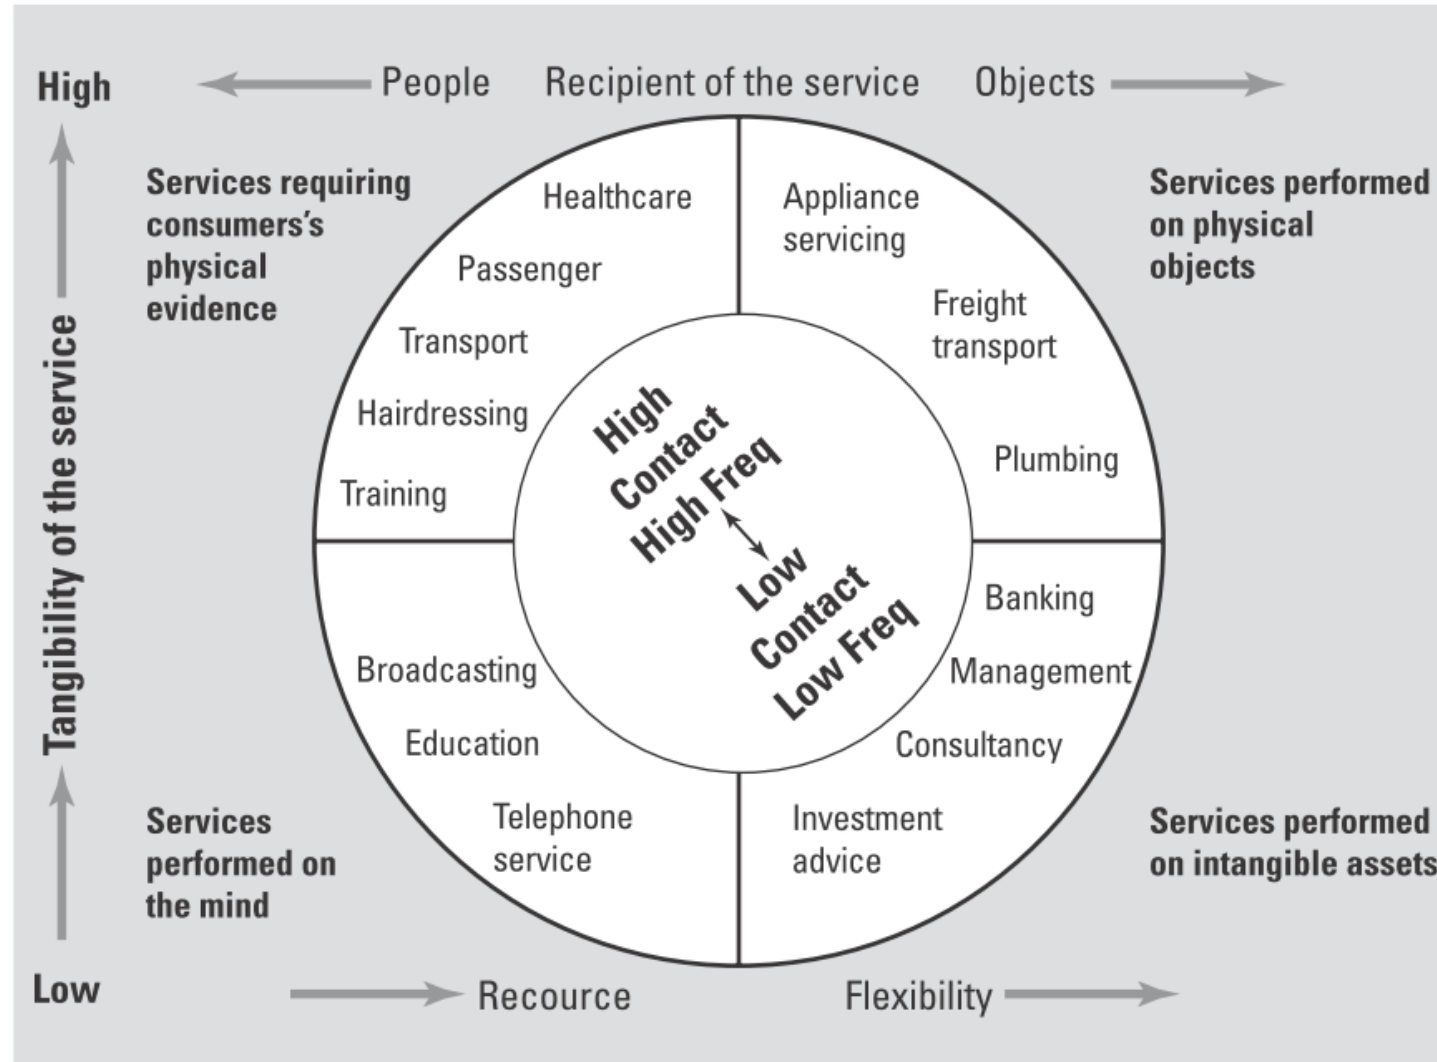 High
People
Recipient of the service
Objects
Services requiring
consumers's
physical
evidence
Healthcare
Passenger
Transport
Hairdressing
Training
Appliance
servicing
Freight
transport
Plumbing
Services performed
on physical
objects
Tangibility of the service
High
Contact
High Freq
Low
Contact
Low Freq
Broadcasting
Education
Telephone
service
Banking
Management
Consultancy
Investment
advice
Services
performed on
the mind
Services performed
on intangible assets
Low
Recource
Flexibility